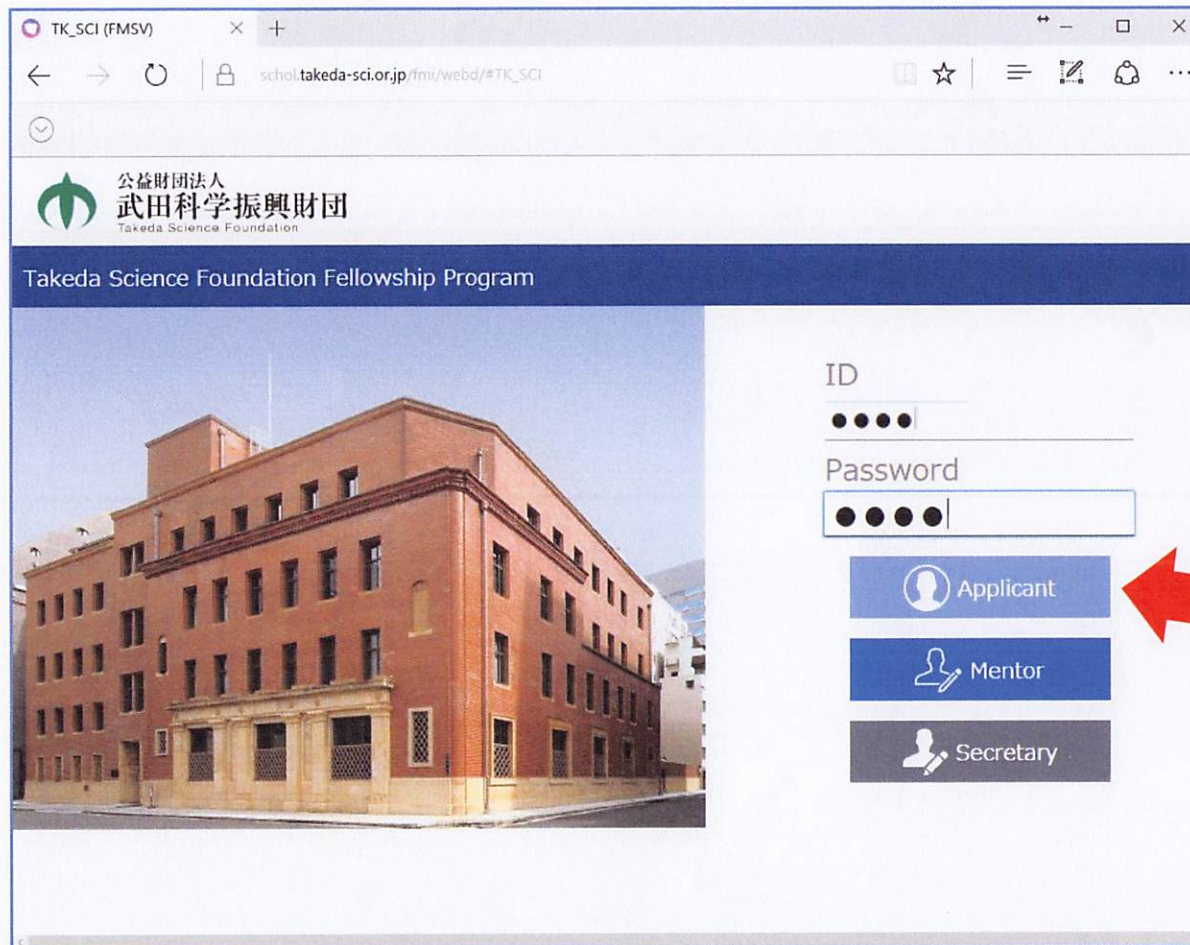 TK_SCI (FMSV)
schol.takeda-sci.or.jp/fmi/webd/#TK_SCI
公益財団法人
武田科学振興財団
Takeda Science Foundation
Takeda Science Foundation Fellowship Program
ID
Password
Applicant
Mentor
Secretary